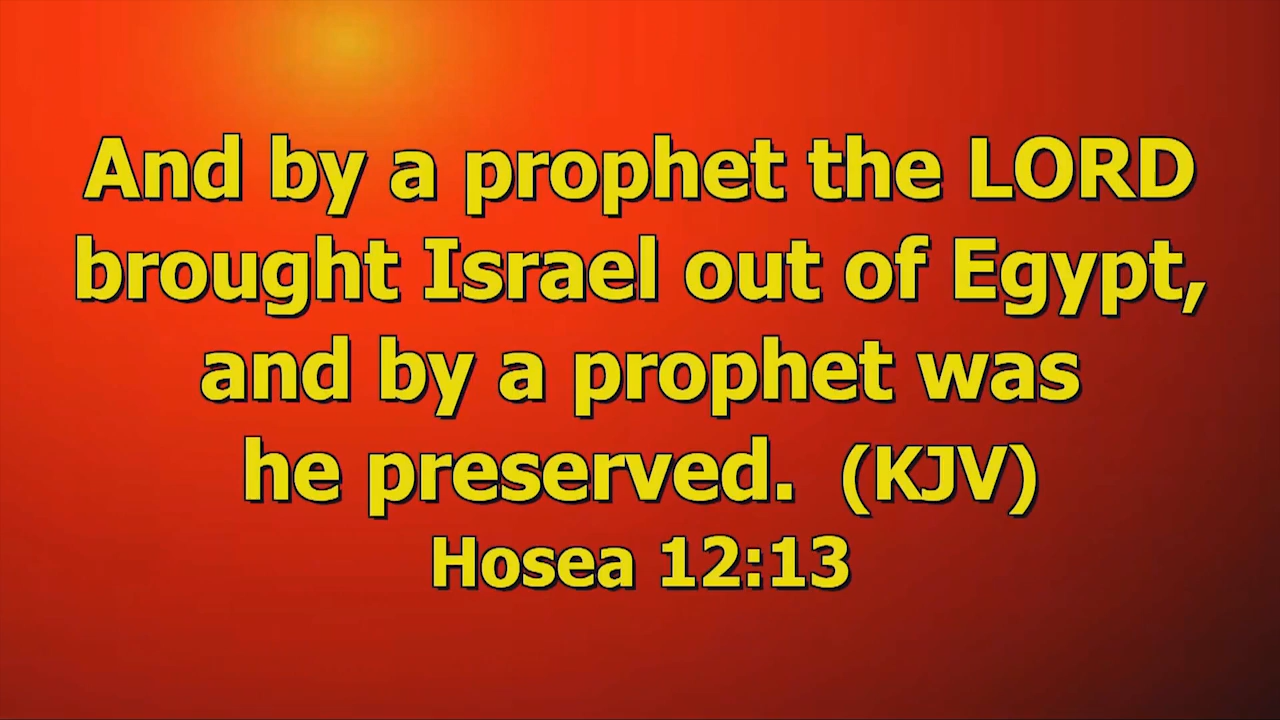 And by a prophet the LORD
brought Israel out of Egypt,
and by a prophet was
he preserved. (KJV)
Hosea 12:13